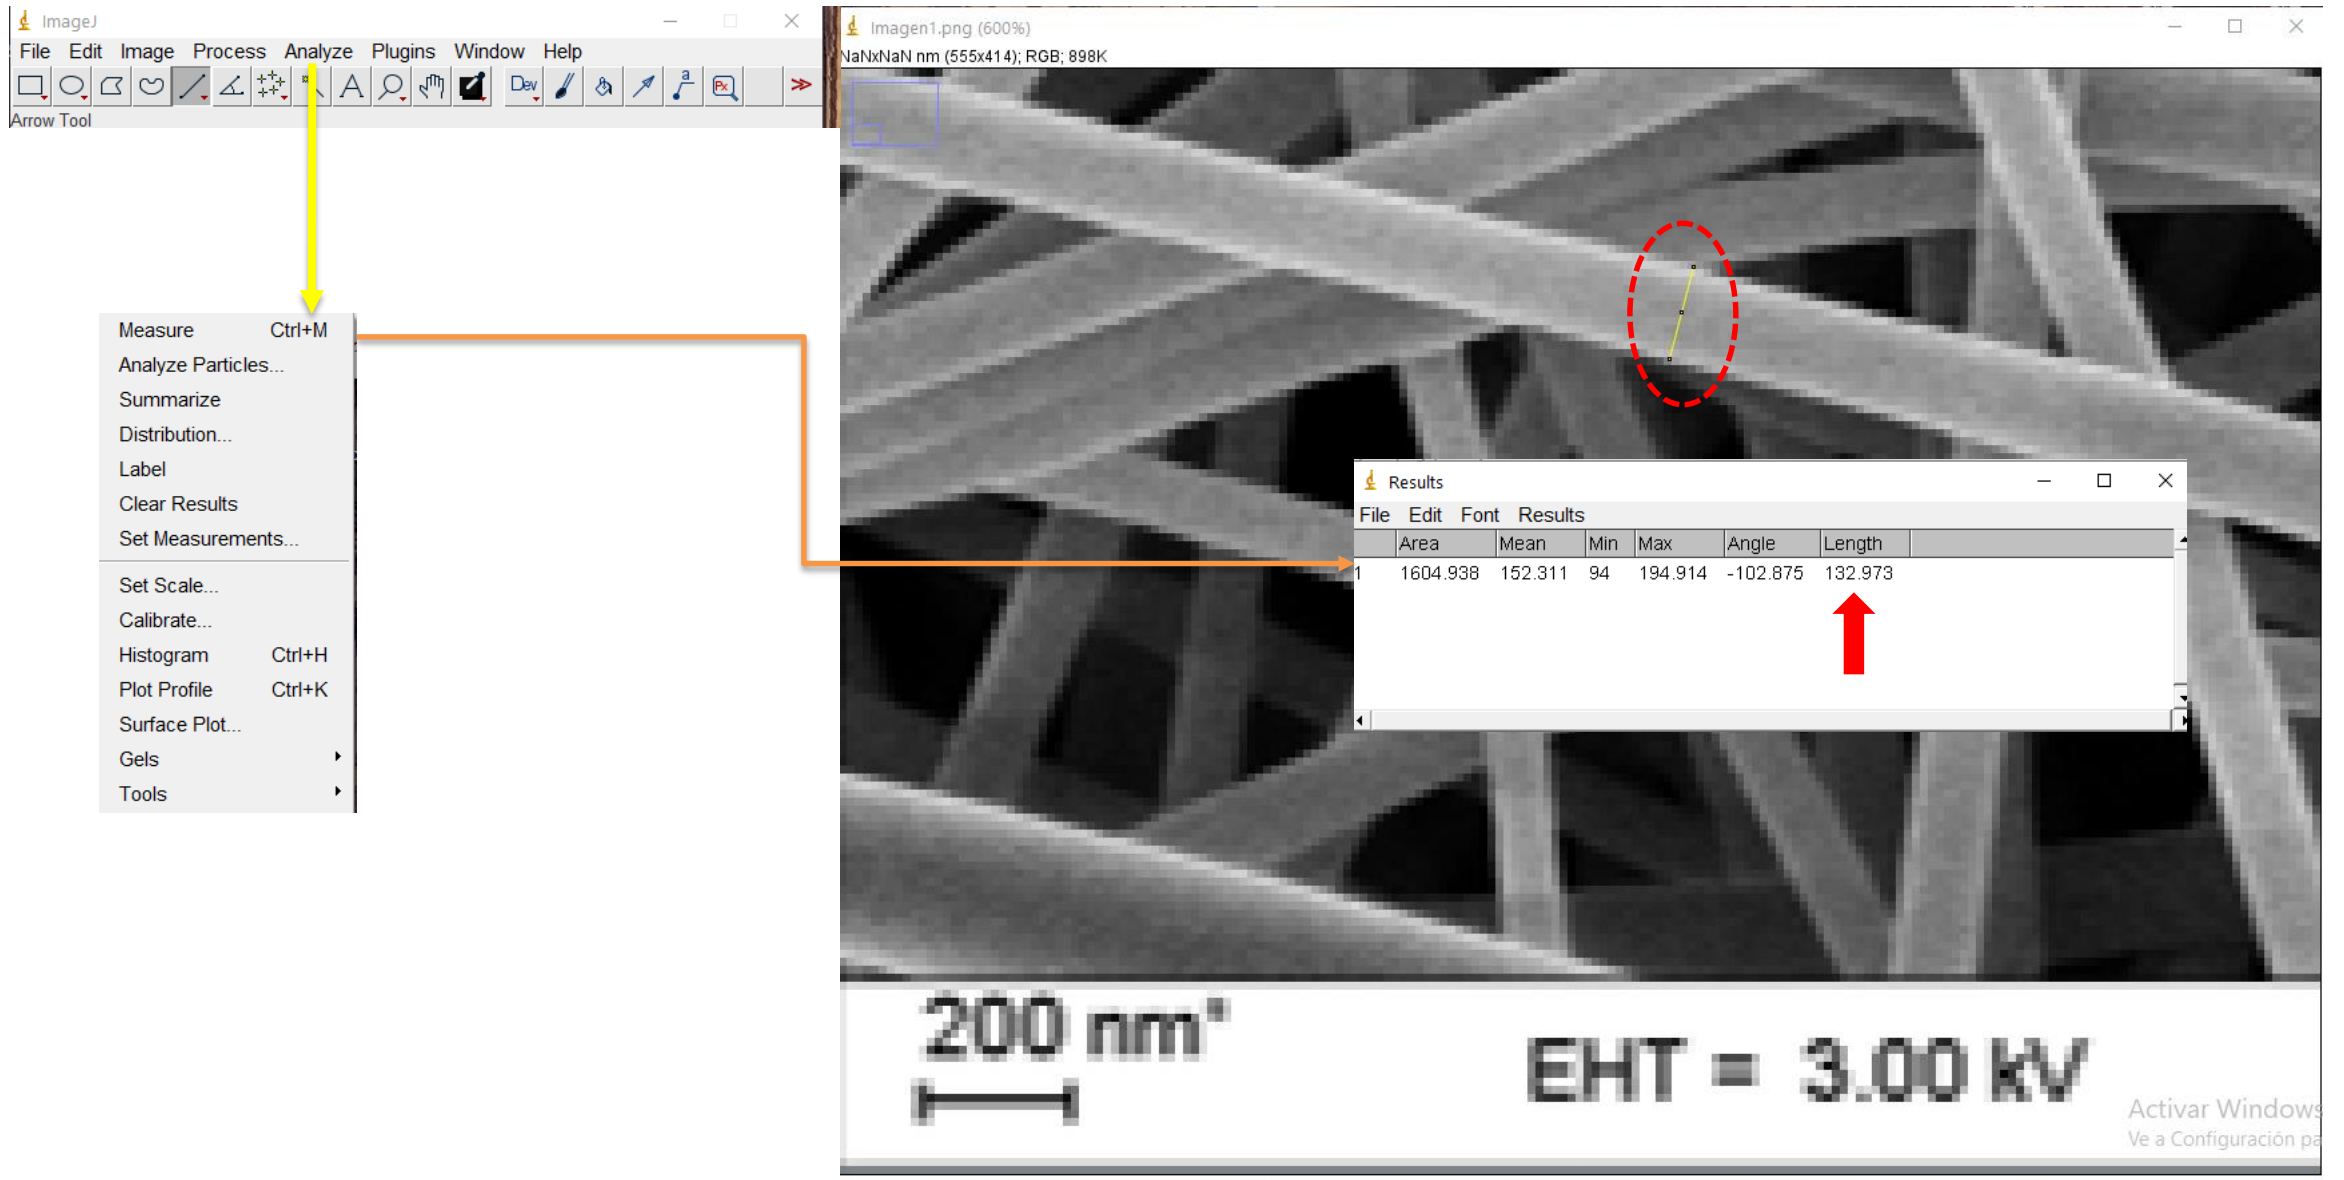 ImageJ
File Edit Image Process Analyze Plugins Window Help
A Dev a Px >>
Arrow Tool
Measure Ctrl+M
Analyze Particles...
Summarize
Distribution...
Label
Clear Results
Set Measurements...
Set Scale...
Calibrate...
Histogram Ctrl+H
Plot Profile Ctrl+K
Surface Plot...
Gels
Tools
Imagen1.png (600%)
NaNxNaN nm (555x414); RGB; 898K
Results
File Edit Font Results
Area Mean Min Max Angle Length
1 1604.938 152.311 94 194.914 -102.875 132.973
200 nm*
EHT = 3.00 kV
Activar Windows
Ve a Configuración pa